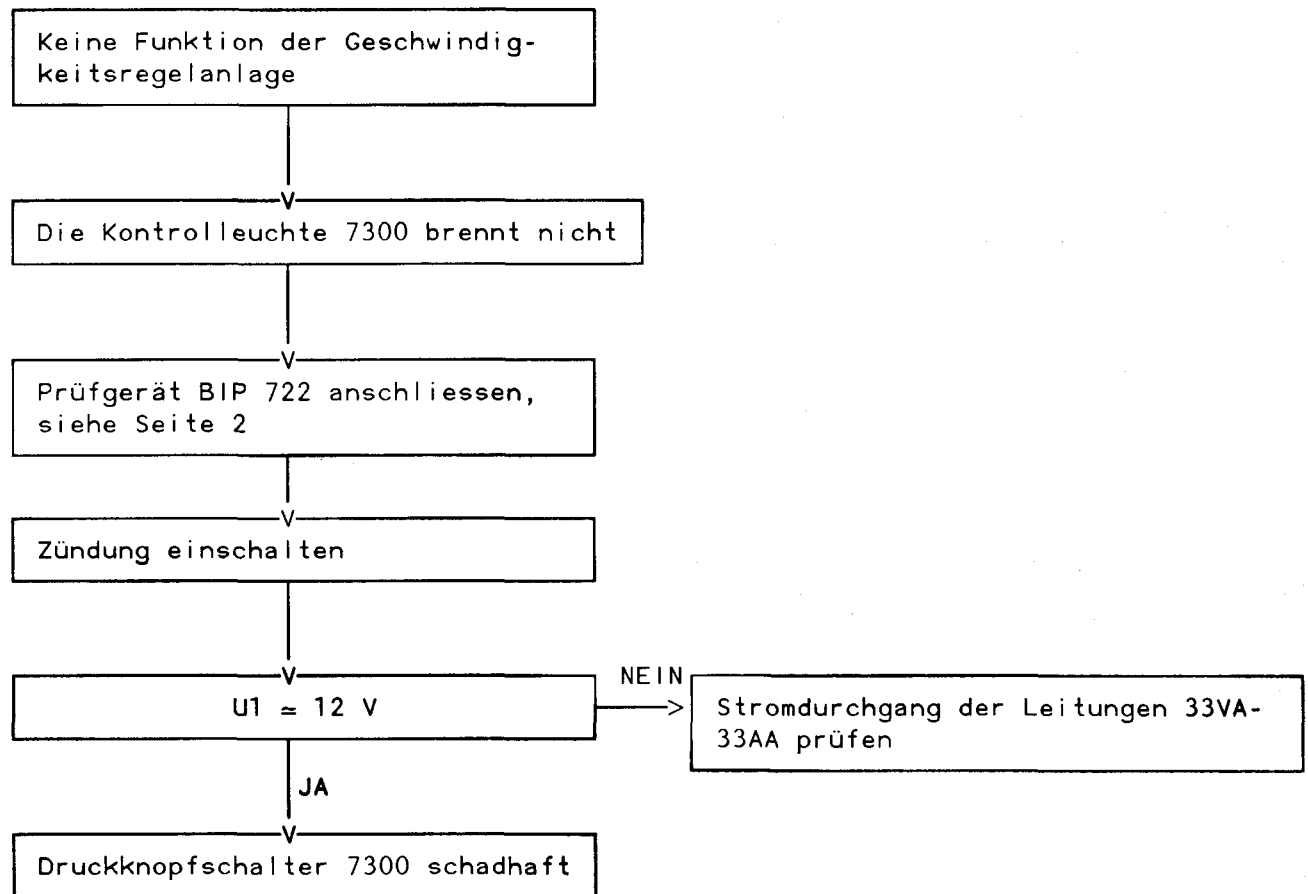 Keine Funktion der Geschwindig-
keitsregelanlage
Die Kontrolleuchte 7300 brennt nicht
Prüfgerät BIP 722 anschliessen,
siehe Seite 2
Zündung einschalten
U1 ≃ 12 V
NEIN
Stromdurchgang der Leitungen 33VA-
33AA prüfen
JA
Druckknopfschalter 7300 schadhaft